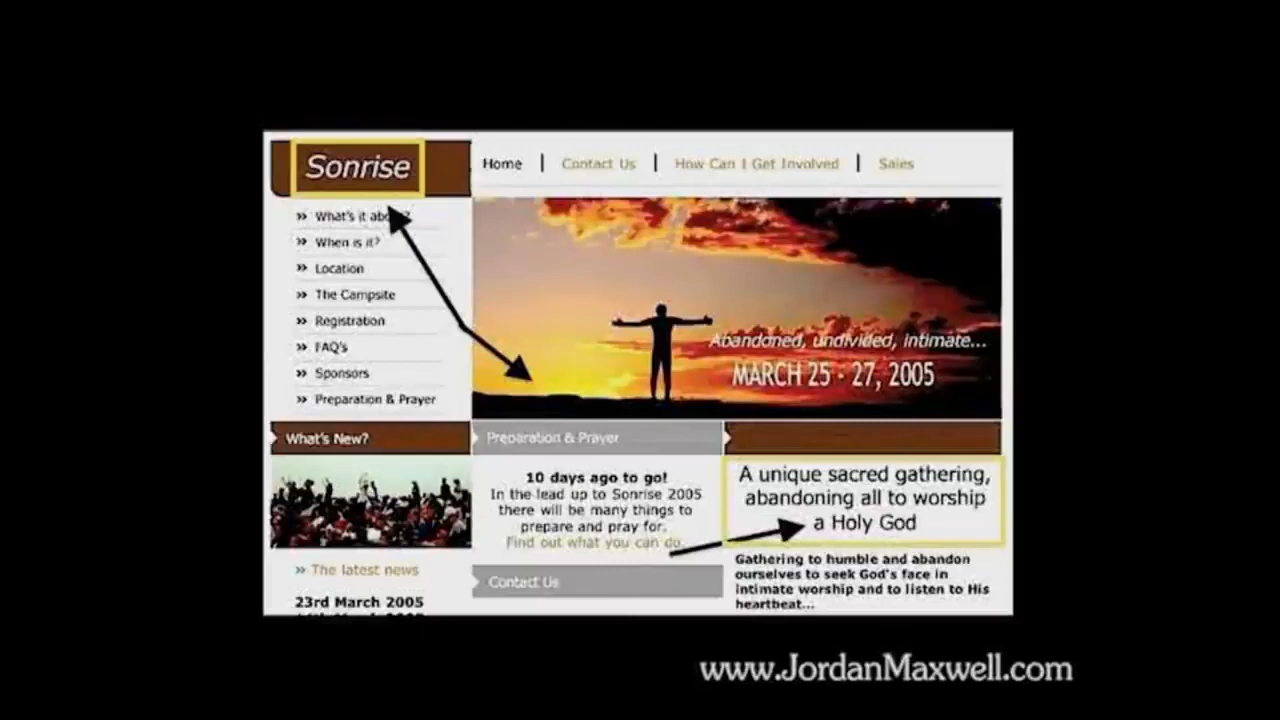 Sonrise
Home | Contact Us | How Can I Get Involved | Sales
» What's it about?
» When is it?
» Location
» The Campsite
» Registration
» FAQ's
» Sponsors
» Preparation & Prayer
Abandoned, undivided, intimate...
MARCH 25 - 27, 2005
What's New?
» The latest news
23rd March 2005
Preparation & Prayer
10 days ago to go!
In the lead up to Sonrise 2005
there will be many things to
prepare and pray for.
Find out what you can do.
Contact Us
A unique sacred gathering,
abandoning all to worship
a Holy God
Gathering to humble and abandon
ourselves to seek God's face in
intimate worship and to listen to His
heartbeat...
www.JordanMaxwell.com